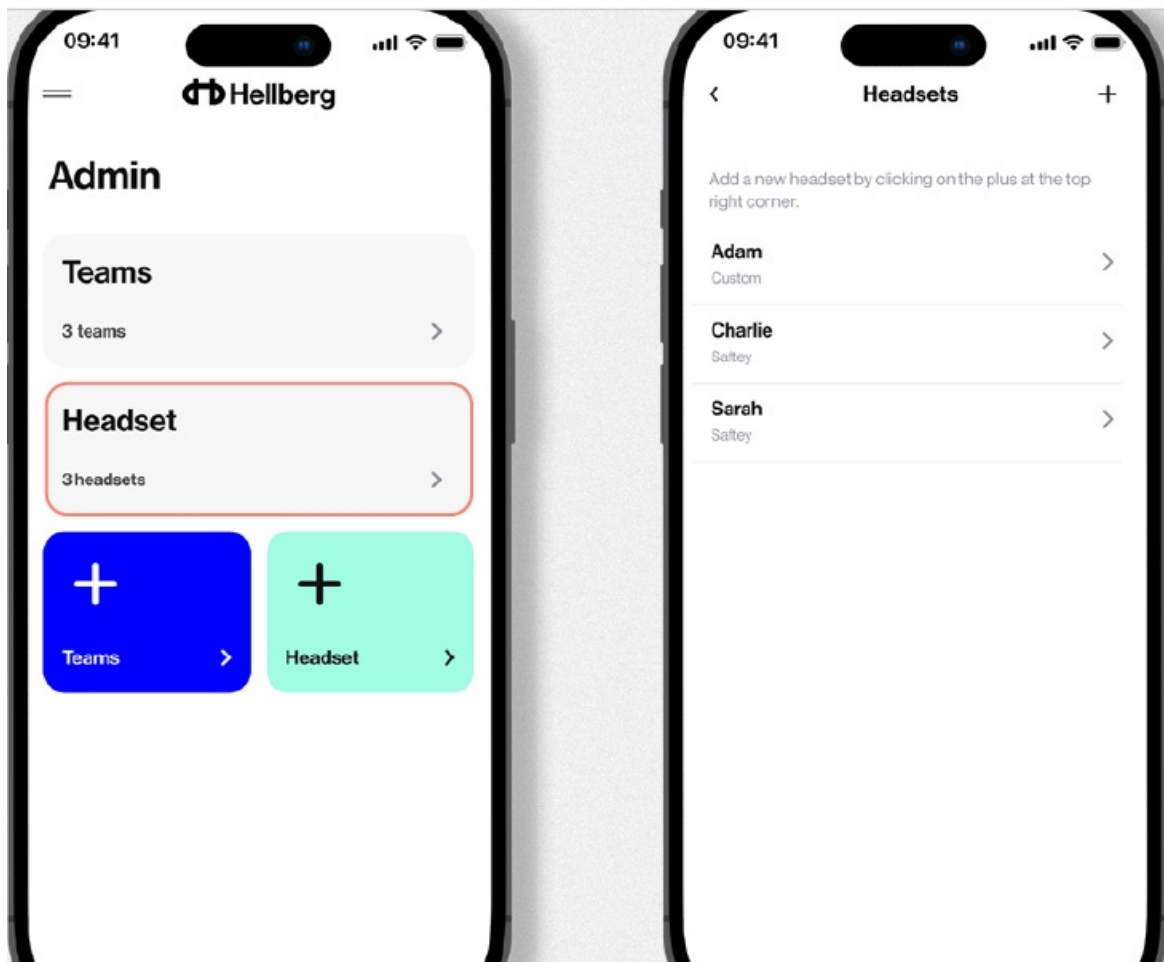 09:41
Hellberg
Admin
Teams
3 teams
Headset
3headsets
Teams
Headset
09:41
Headsets
Add a new headset by clicking on the plus at the top
right corner.
Adam
Custom
Charlie
Saftey
Sarah
Saftey